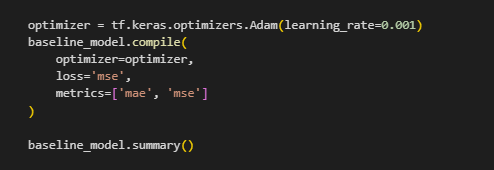 optimizer = tf.keras.optimizers.Adam(learning_rate=0.001)
baseline_model.compile(
    optimizer=optimizer,
    loss='mse',
    metrics=['mae', 'mse']
)

baseline_model.summary()